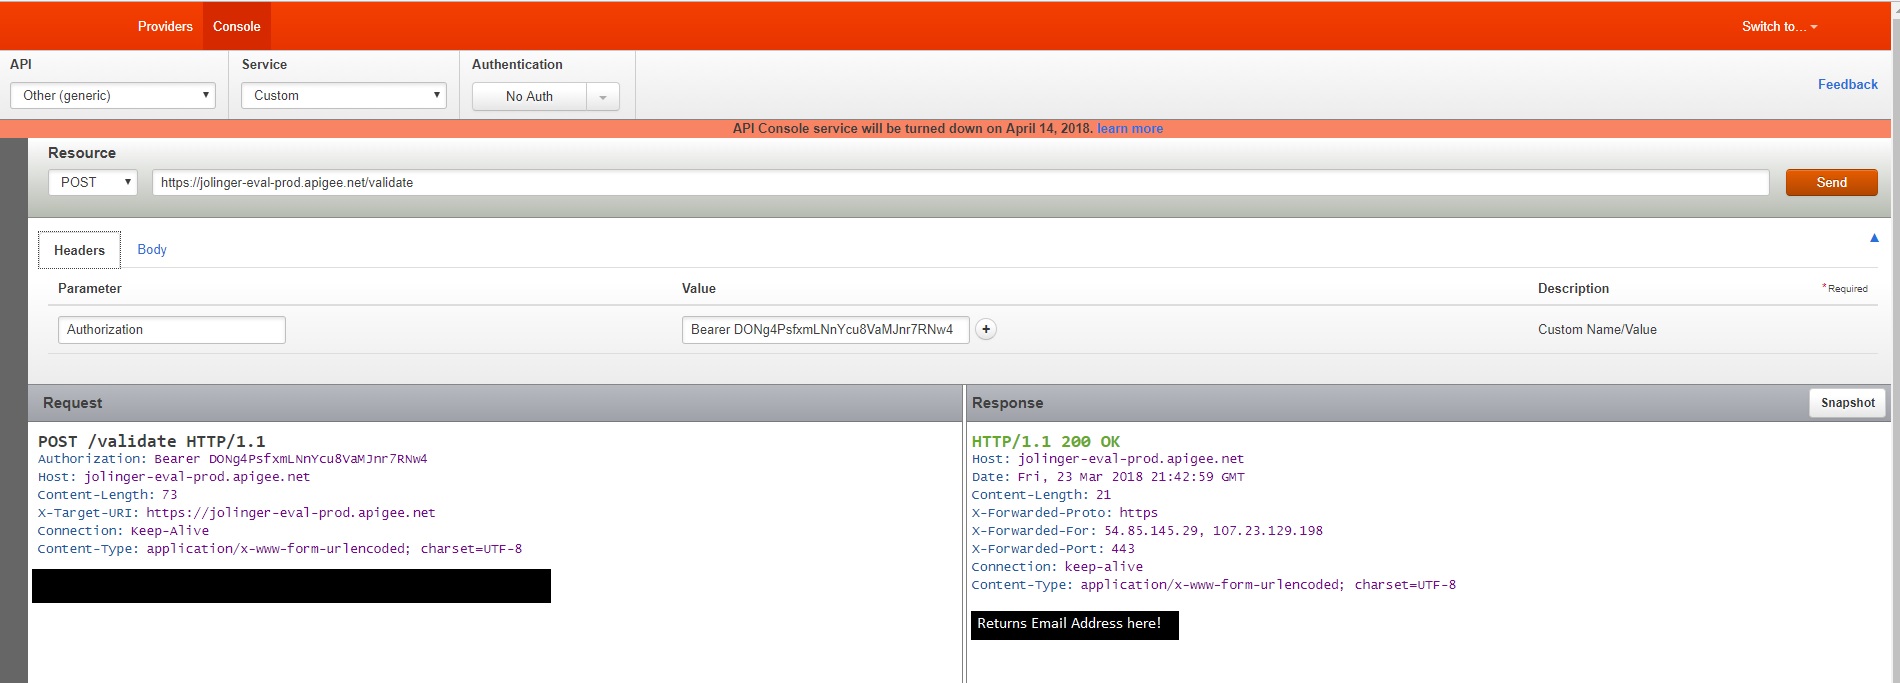 Providers Console Switch to...
API Service Authentication
Other (generic) Custom No Auth Feedback
API Console service will be turned down on April 14, 2018. learn more
Resource
POST https://jolinger-eval-prod.apigee.net/validate Send
Headers Body
Parameter Value Description *Required
Authorization Bearer DONg4PsfxmLNnYcu8VaMJnr7RNw4 + Custom Name/Value
Request
POST /validate HTTP/1.1
Authorization: Bearer DONg4PsfxmLNnYcu8VaMJnr7RNw4
Host: jolinger-eval-prod.apigee.net
Content-Length: 73
X-Target-URI: https://jolinger-eval-prod.apigee.net
Connection: Keep-Alive
Content-Type: application/x-www-form-urlencoded; charset=UTF-8
Response Snapshot
HTTP/1.1 200 OK
Host: jolinger-eval-prod.apigee.net
Date: Fri, 23 Mar 2018 21:42:59 GMT
Content-Length: 21
X-Forwarded-Proto: https
X-Forwarded-For: 54.85.145.29, 107.23.129.198
X-Forwarded-Port: 443
Connection: keep-alive
Content-Type: application/x-www-form-urlencoded; charset=UTF-8
Returns Email Address here!